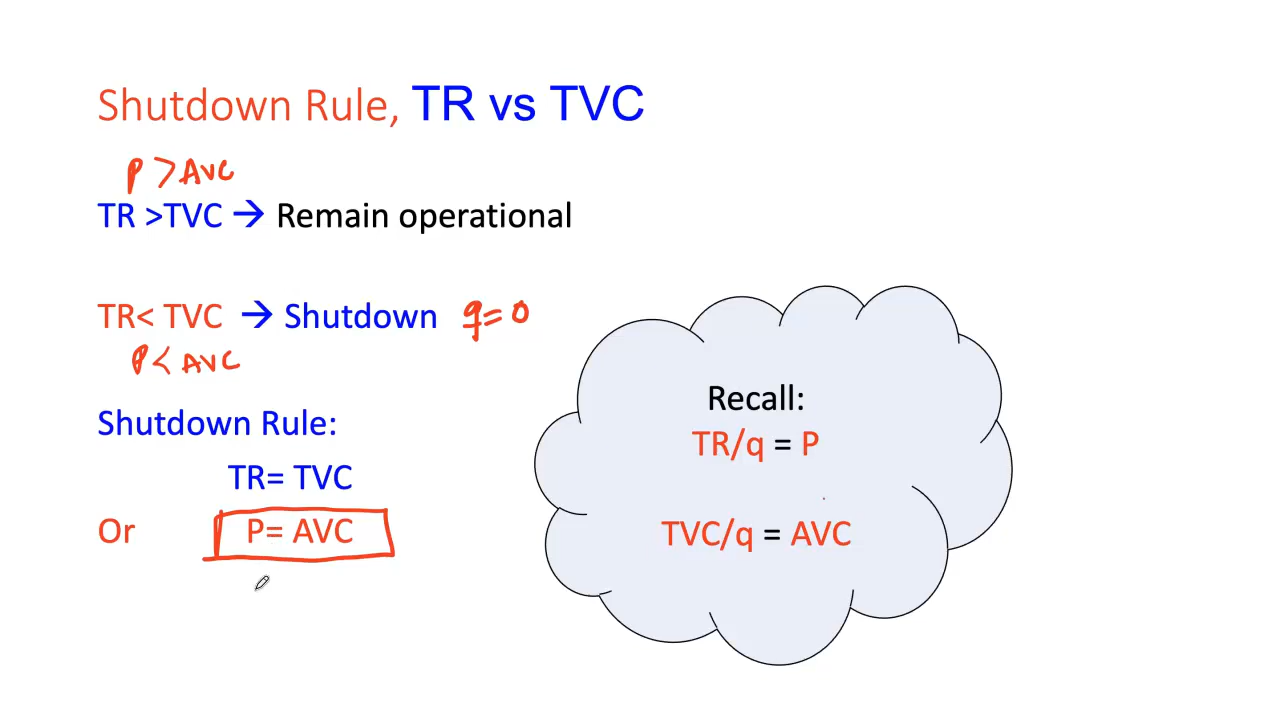 Shutdown Rule, TR vs TVC
P > AVC
TR >TVC → Remain operational
TR< TVC → Shutdown q= 0
P < AVC
Shutdown Rule:
TR= TVC
Or P= AVC
Recall:
TR/q = P
TVC/q = AVC